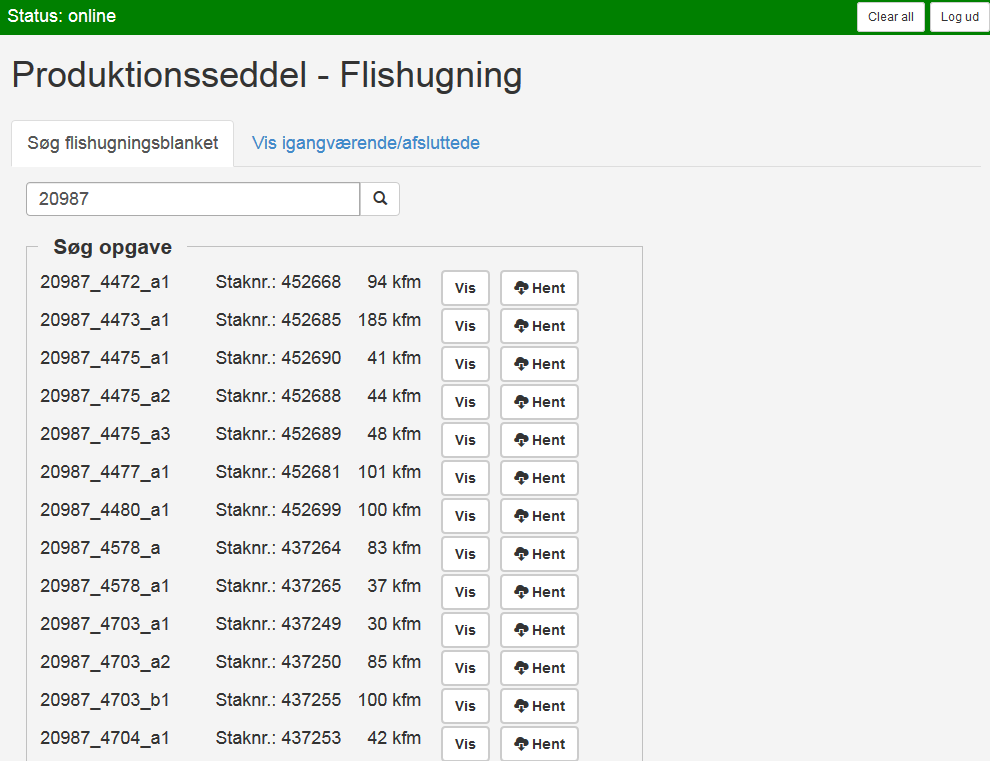 Status: online Clear all Log ud
Produktionsseddel - Flishugning
Søg flishugningsblanket Vis igangværende/afsluttede
20987
Søg opgave
20987_4472_a1 Staknr.: 452668 94 kfm Vis Hent
20987_4473_a1 Staknr.: 452685 185 kfm Vis Hent
20987_4475_a1 Staknr.: 452690 41 kfm Vis Hent
20987_4475_a2 Staknr.: 452688 44 kfm Vis Hent
20987_4475_a3 Staknr.: 452689 48 kfm Vis Hent
20987_4477_a1 Staknr.: 452681 101 kfm Vis Hent
20987_4480_a1 Staknr.: 452699 100 kfm Vis Hent
20987_4578_a Staknr.: 437264 83 kfm Vis Hent
20987_4578_a1 Staknr.: 437265 37 kfm Vis Hent
20987_4703_a1 Staknr.: 437249 30 kfm Vis Hent
20987_4703_a2 Staknr.: 437250 85 kfm Vis Hent
20987_4703_b1 Staknr.: 437255 100 kfm Vis Hent
20987_4704_a1 Staknr.: 437253 42 kfm Vis Hent